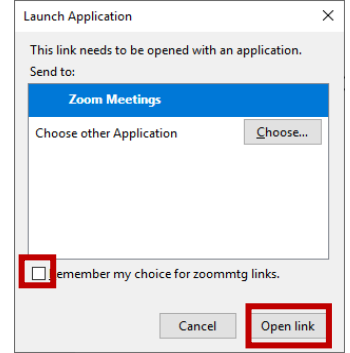 Launch Application
This link needs to be opened with an application.
Send to:
Zoom Meetings
Choose other Application Choose...
emember my choice for zoommtg links.
Cancel Open link